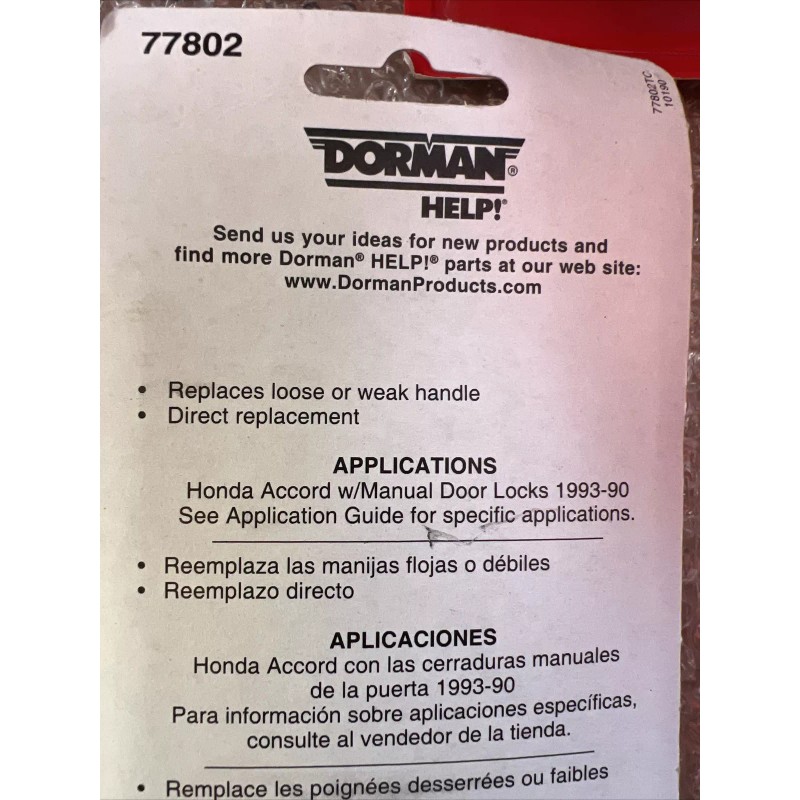 77802
77802TC
10190
DORMAN®
HELP!®
Send us your ideas for new products and
find more Dorman® HELP!® parts at our web site:
www.DormanProducts.com
• Replaces loose or weak handle
• Direct replacement
APPLICATIONS
Honda Accord w/Manual Door Locks 1993-90
See Application Guide for specific applications.
• Reemplaza las manijas flojas o débiles
• Reemplazo directo
APLICACIONES
Honda Accord con las cerraduras manuales
de la puerta 1993-90
Para información sobre aplicaciones específicas,
consulte al vendedor de la tienda.
• Remplace les poignées desserrées ou faibles